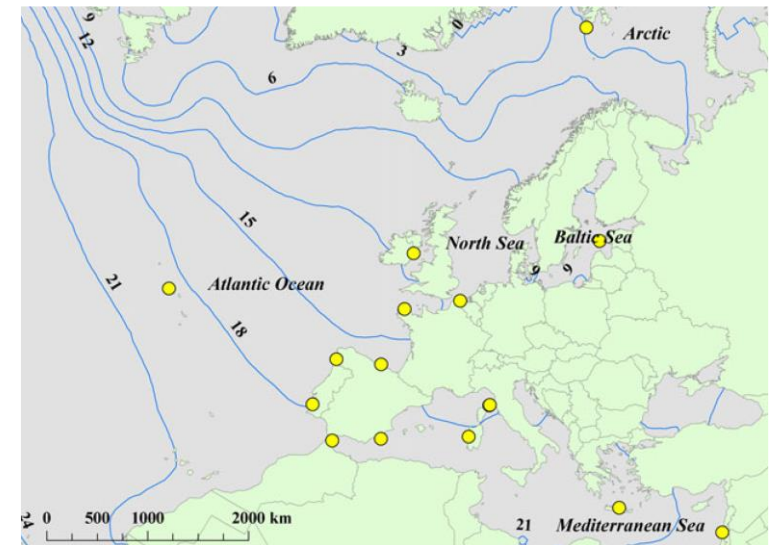 9
12
0
3
Arctic
6
15
North Sea
Baltic Sea
9
9
21
Atlantic Ocean
18
24
0 500 1000 2000 km
21
Mediterranean Sea